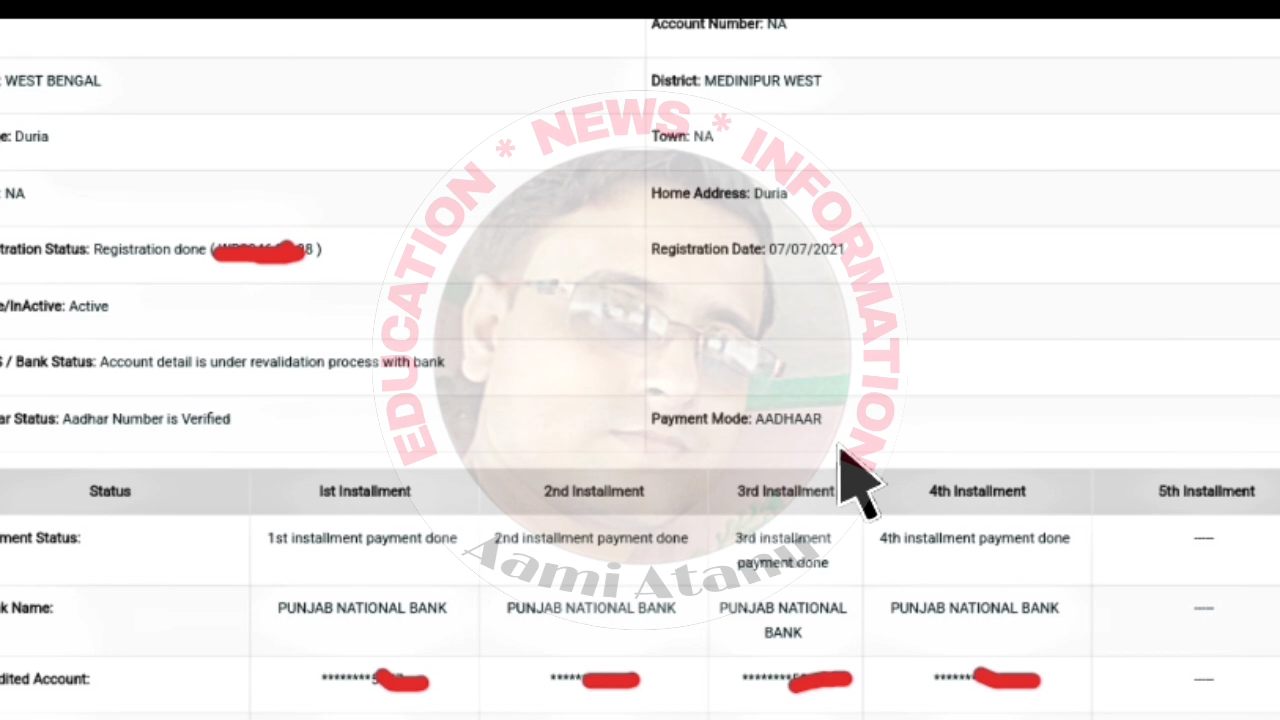 Account Number: NA
: WEST BENGAL
District: MEDINIPUR WEST
e: Duria
Town: NA
: NA
Home Address: Duria
tration Status: Registration done ( 8 )
Registration Date: 07/07/2021
e/InActive: Active
S / Bank Status: Account detail is under revalidation process with bank
ar Status: Aadhar Number is Verified
Payment Mode: AADHAAR
EDUCATION * NEWS * INFORMATION
Status Ist Installment 2nd Installment 3rd Installment 4th Installment 5th Installment
ment Status: 1st installment payment done 2nd installment payment done 3rd installment 4th installment payment done ----
payment done
Aami Atanu
k Name: PUNJAB NATIONAL BANK PUNJAB NATIONAL BANK PUNJAB NATIONAL PUNJAB NATIONAL BANK ----
BANK
dited Account: ******** ***** ******** ****** ----